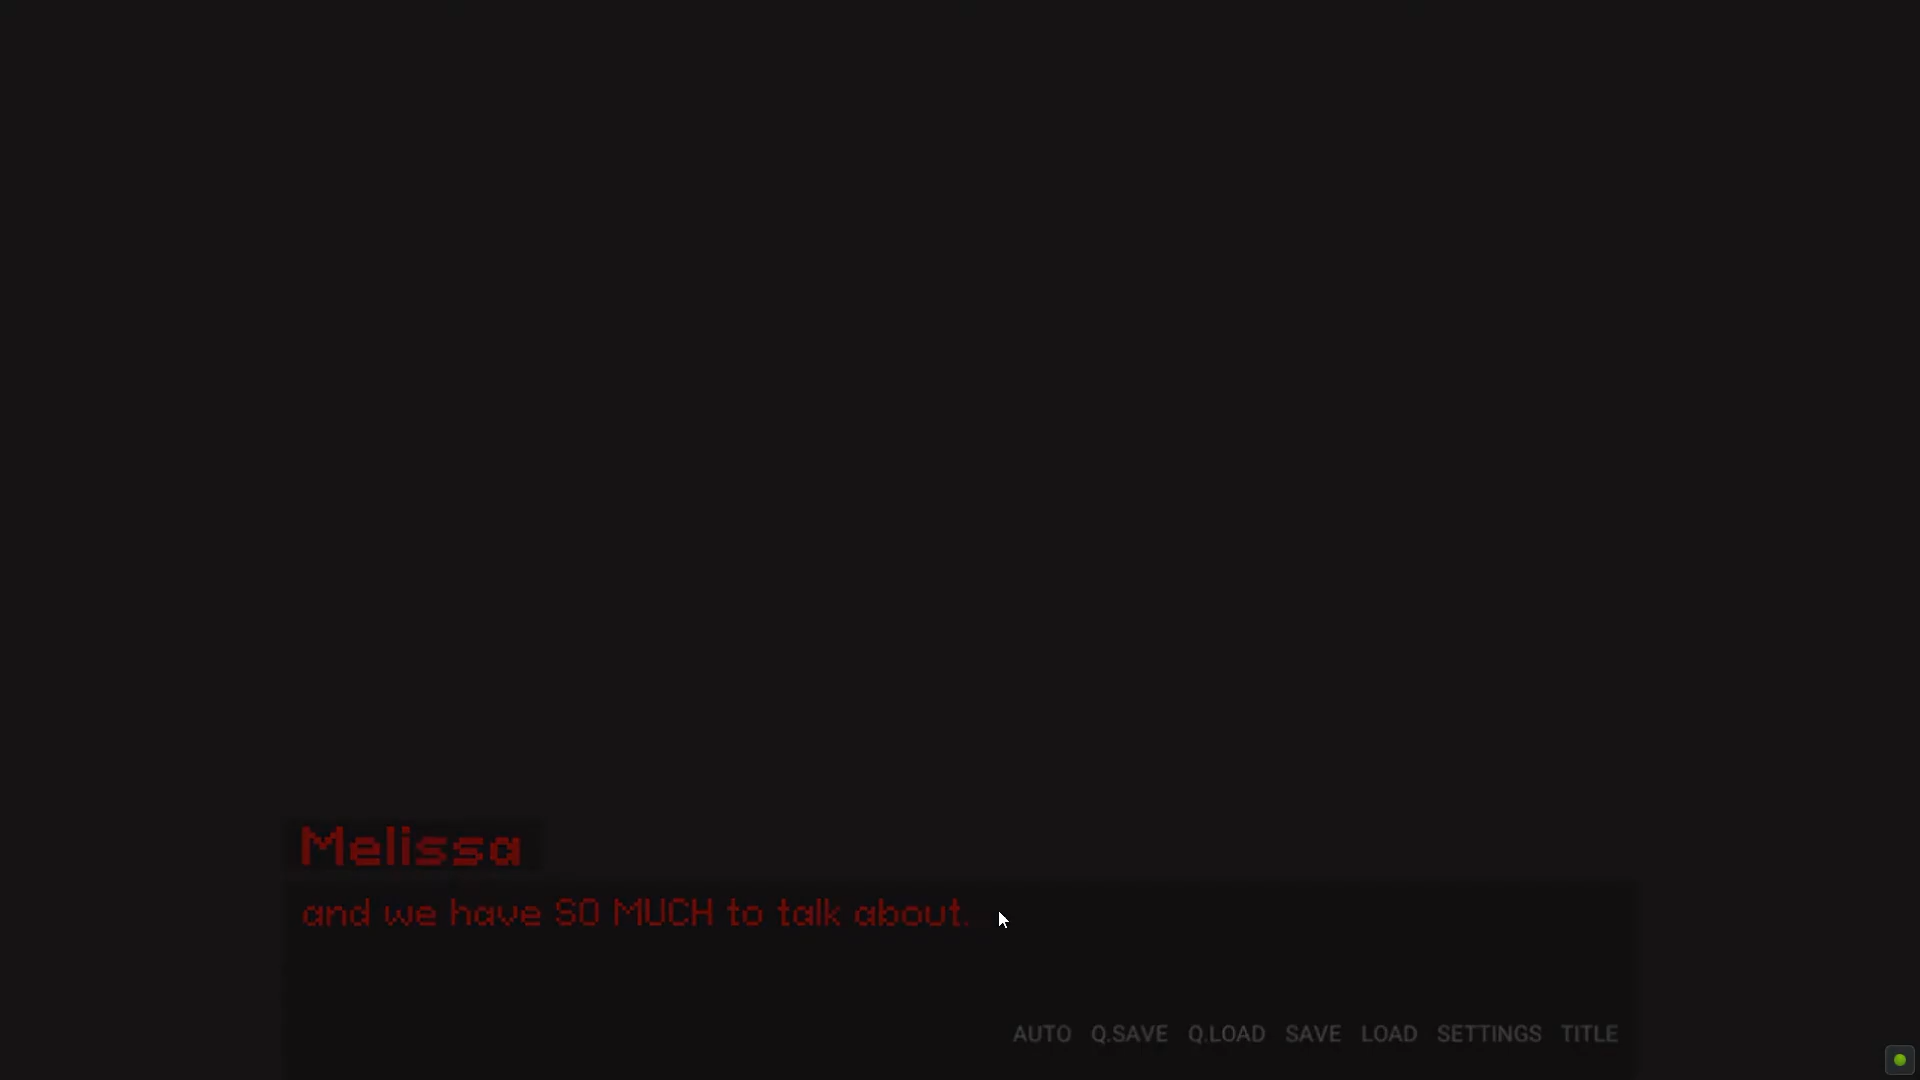 Melissa
and we have SO MUCH to talk about.
AUTO Q.SAVE Q.LOAD SAVE LOAD SETTINGS TITLE